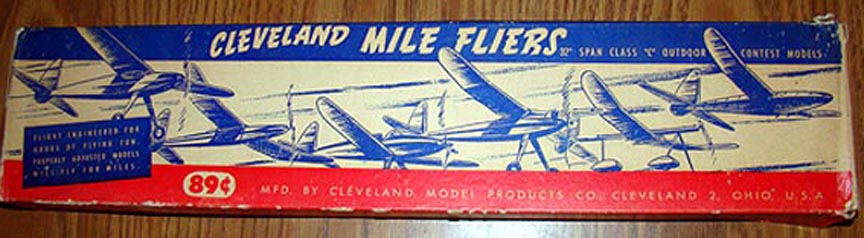 CLEVELAND MILE FLIERS 32" SPAN CLASS "C" OUTDOOR CONTEST MODELS
FLIGHT ENGINEERED FOR
HOURS OF FLYING FUN.
PROPERLY ADJUSTED MODELS
WILL FLY FOR MILES.
89¢ MFD. BY CLEVELAND MODEL PRODUCTS CO., CLEVELAND 2, OHIO, U.S.A